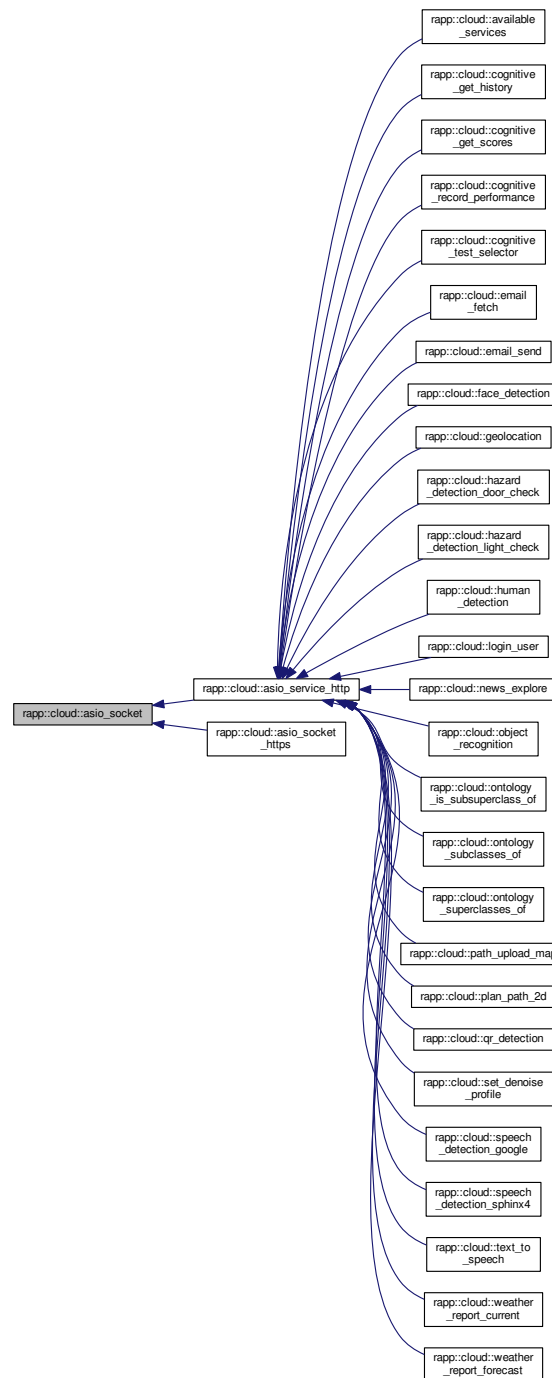 rapp::cloud::available
_services
rapp::cloud::cognitive
_get_history
rapp::cloud::cognitive
_get_scores
rapp::cloud::cognitive
_record_performance
rapp::cloud::cognitive
_test_selector
rapp::cloud::email
_fetch
rapp::cloud::email_send
rapp::cloud::face_detection
rapp::cloud::geolocation
rapp::cloud::hazard
_detection_door_check
rapp::cloud::hazard
_detection_light_check
rapp::cloud::human
_detection
rapp::cloud::login_user
rapp::cloud::asio_service_http
rapp::cloud::news_explore
rapp::cloud::asio_socket
rapp::cloud::asio_socket
_https
rapp::cloud::object
_recognition
rapp::cloud::ontology
_is_subsuperclass_of
rapp::cloud::ontology
_subclasses_of
rapp::cloud::ontology
_superclasses_of
rapp::cloud::path_upload_map
rapp::cloud::plan_path_2d
rapp::cloud::qr_detection
rapp::cloud::set_denoise
_profile
rapp::cloud::speech
_detection_google
rapp::cloud::speech
_detection_sphinx4
rapp::cloud::text_to
_speech
rapp::cloud::weather
_report_current
rapp::cloud::weather
_report_forecast